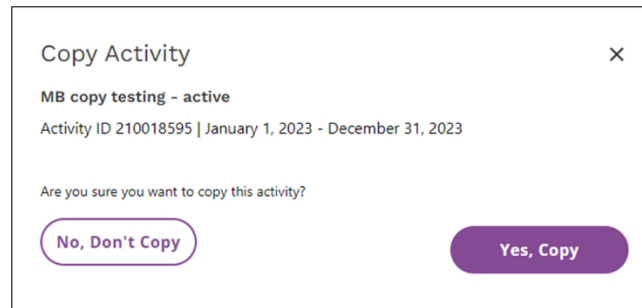 Copy Activity
MB copy testing - active
Activity ID 210018595 | January 1, 2023 - December 31, 2023
Are you sure you want to copy this activity?
No, Don't Copy
Yes, Copy